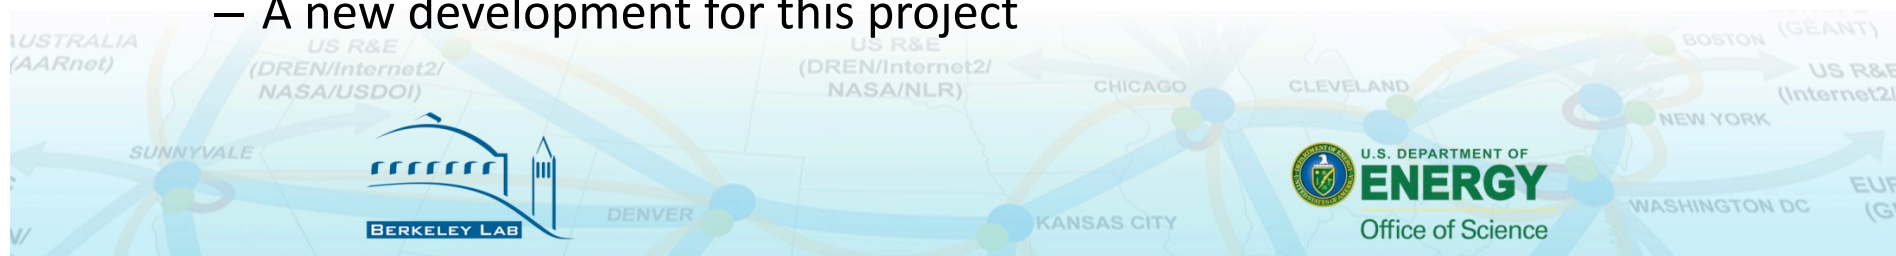 – A new development for this project
AUSTRALIA
(AARnet)
US R&E
(DREN/Internet2/
NASA/USDOI)
US R&E
(DREN/Internet2/
NASA/NLR)
CHICAGO
CLEVELAND
BOSTON
(GÉANT)
US R&E
(Internet2/
NEW YORK
SUNNYVALE
DENVER
KANSAS CITY
WASHINGTON DC
BERKELEY LAB
U.S. DEPARTMENT OF
ENERGY
Office of Science